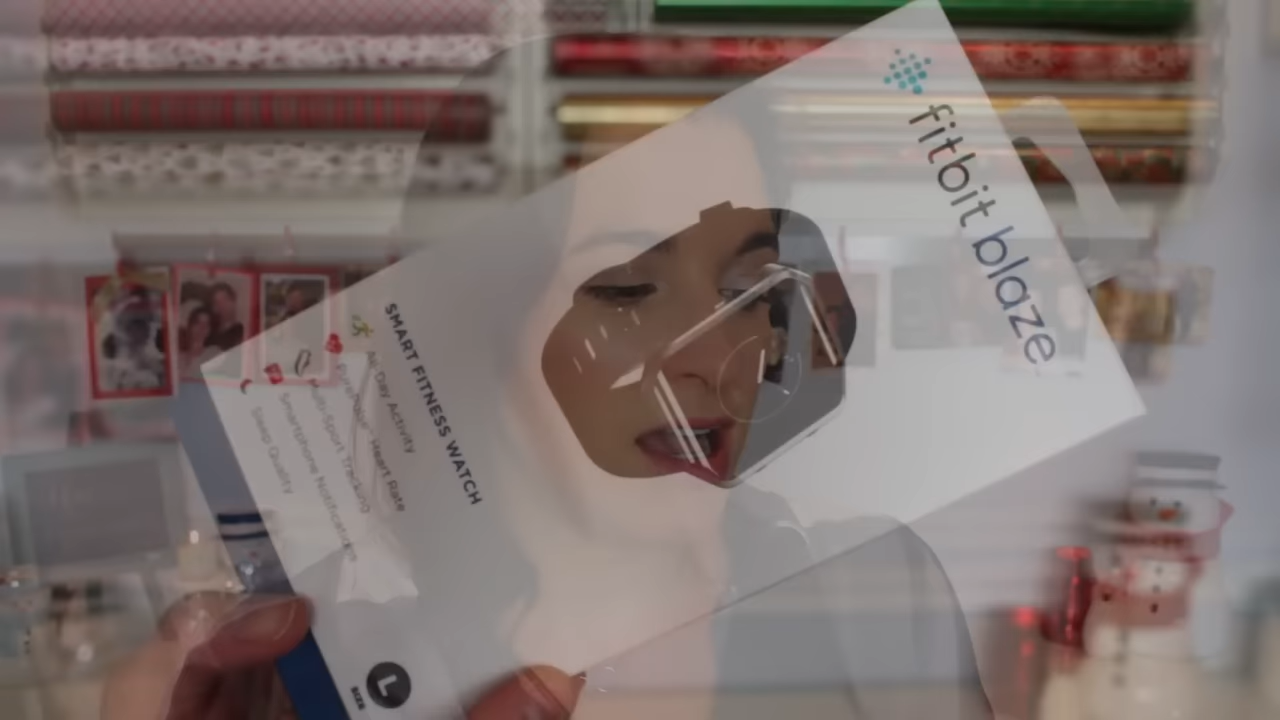 fitbit blaze
SMART FITNESS WATCH
All-Day Activity
PurePulse® Heart Rate
Multi-Sport Tracking
Smartphone Notifications
Sleep Quality
L
SIZE